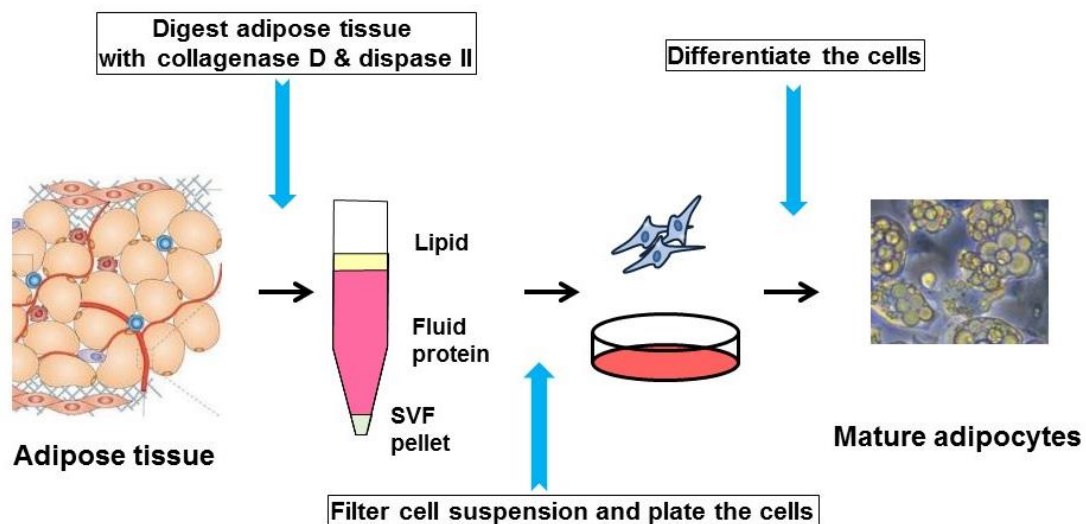 Digest adipose tissue
with collagenase D & dispase II
Differentiate the cells
Lipid
Fluid
protein
SVF
pellet
Adipose tissue
Mature adipocytes
Filter cell suspension and plate the cells